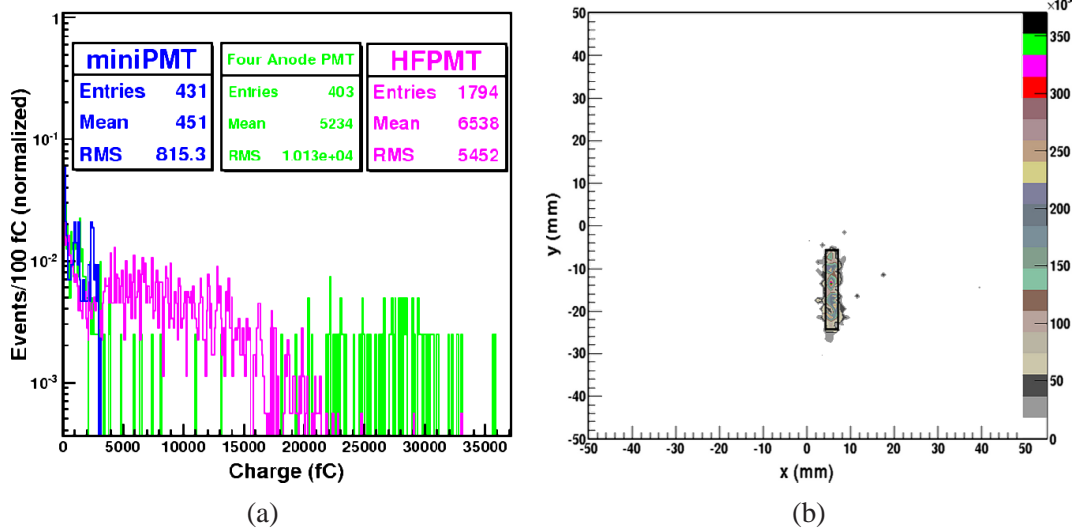 miniPMT
Entries 431
Mean 451
RMS 815.3
Four Anode PMT
Entries 403
Mean 5234
RMS 1.013e+04
HFPMT
Entries 1794
Mean 6538
RMS 5452
Events/100 fC (normalized)
1
10^-1
10^-2
10^-3
0 5000 10000 15000 20000 25000 30000 35000
Charge (fC)
(a)
y (mm)
50
40
30
20
10
0
-10
-20
-30
-40
-50
-50 -40 -30 -20 -10 0 10 20 30 40 50
x (mm)
350
300
250
200
150
100
50
0
(b)